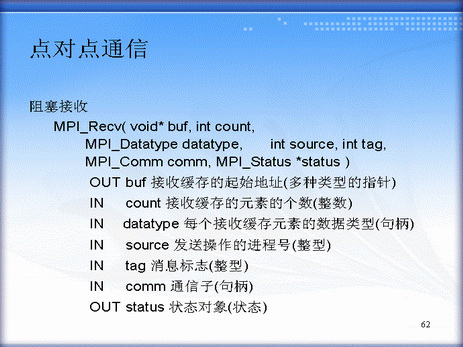 点对点通信
阻塞接收
MPI_Recv( void* buf, int count,
MPI_Datatype datatype, int source, int tag,
MPI_Comm comm, MPI_Status *status )
OUT buf 接收缓存的起始地址(多种类型的指针)
IN count 接收缓存的元素的个数(整数)
IN datatype 每个接收缓存元素的数据类型(句柄)
IN source 发送操作的进程号(整型)
IN tag 消息标志(整型)
IN comm 通信子(句柄)
OUT status 状态对象(状态)
62